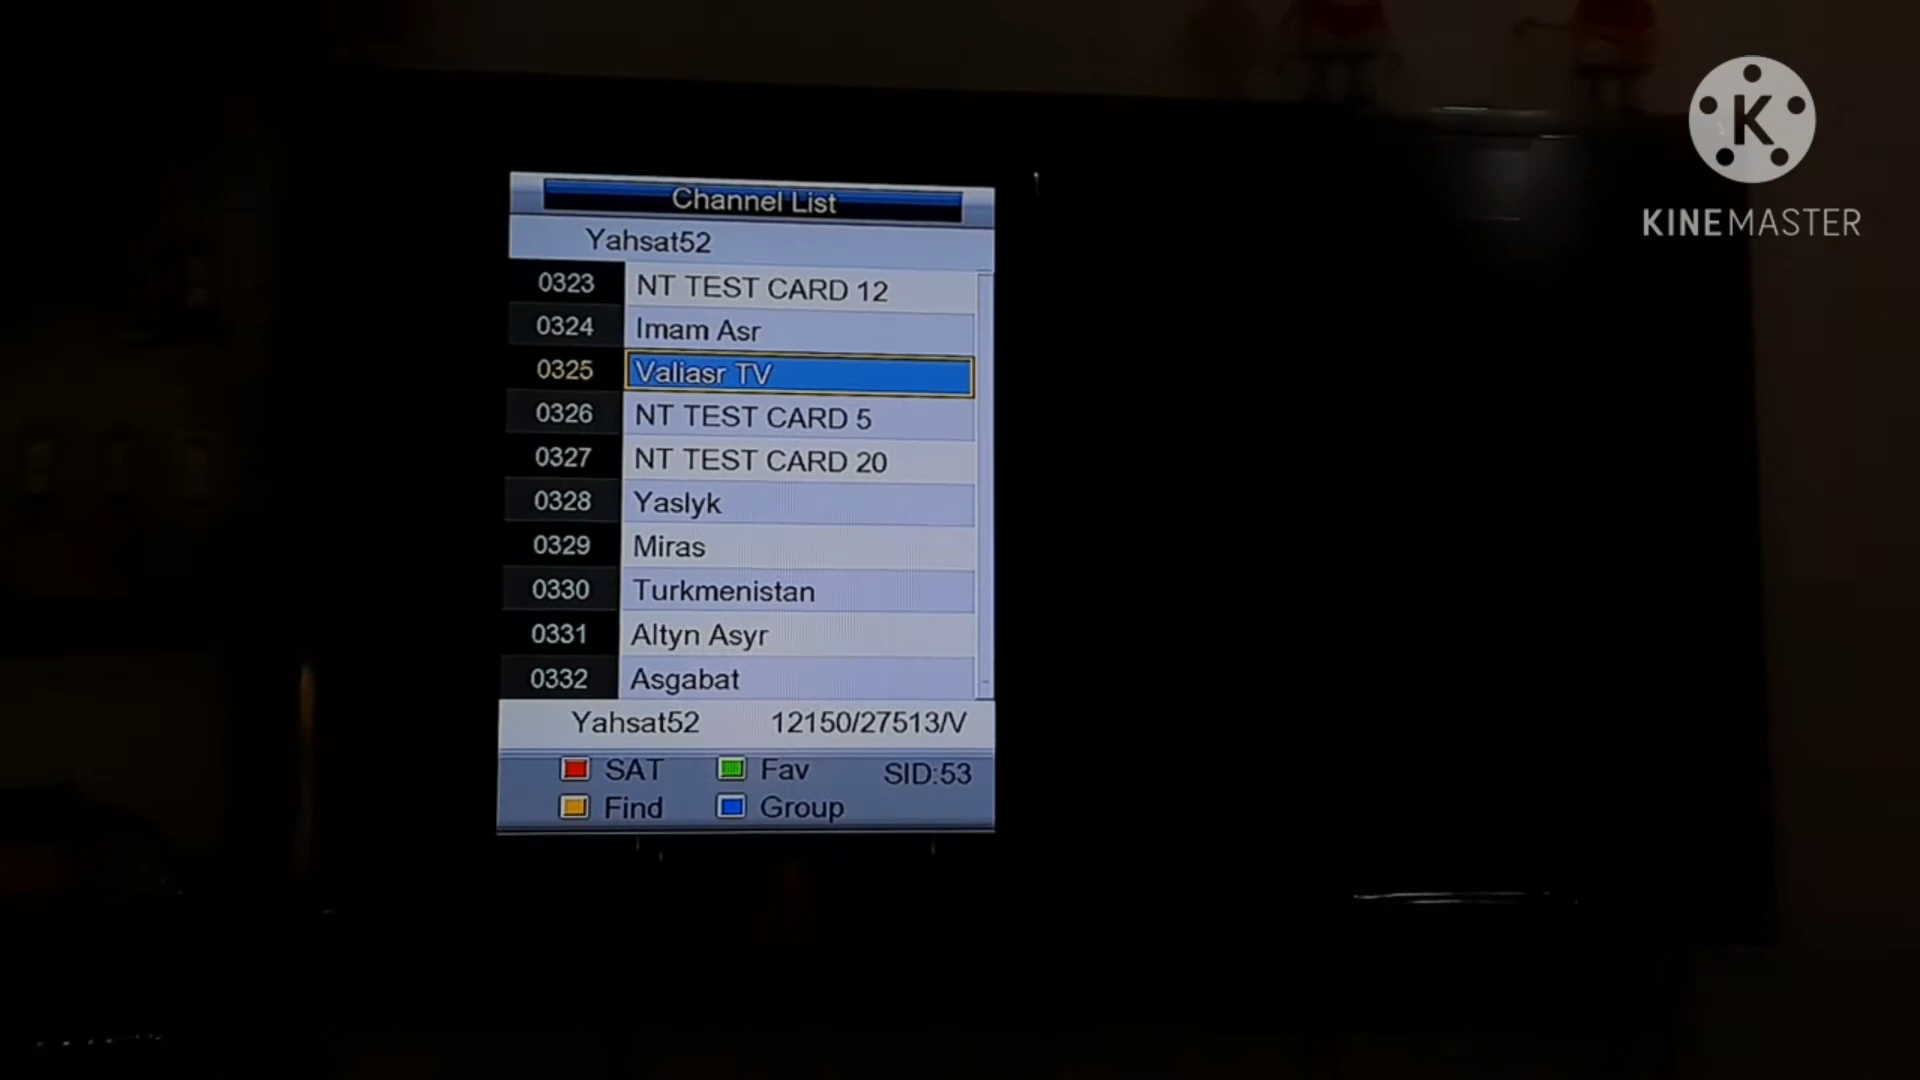 Channel List
Yahsat52
0323 NT TEST CARD 12
0324 Imam Asr
0325 Valiasr TV
0326 NT TEST CARD 5
0327 NT TEST CARD 20
0328 Yaslyk
0329 Miras
0330 Turkmenistan
0331 Altyn Asyr
0332 Asgabat
Yahsat52 12150/27513/V
SAT Fav SID:53
Find Group
K
KINEMASTER